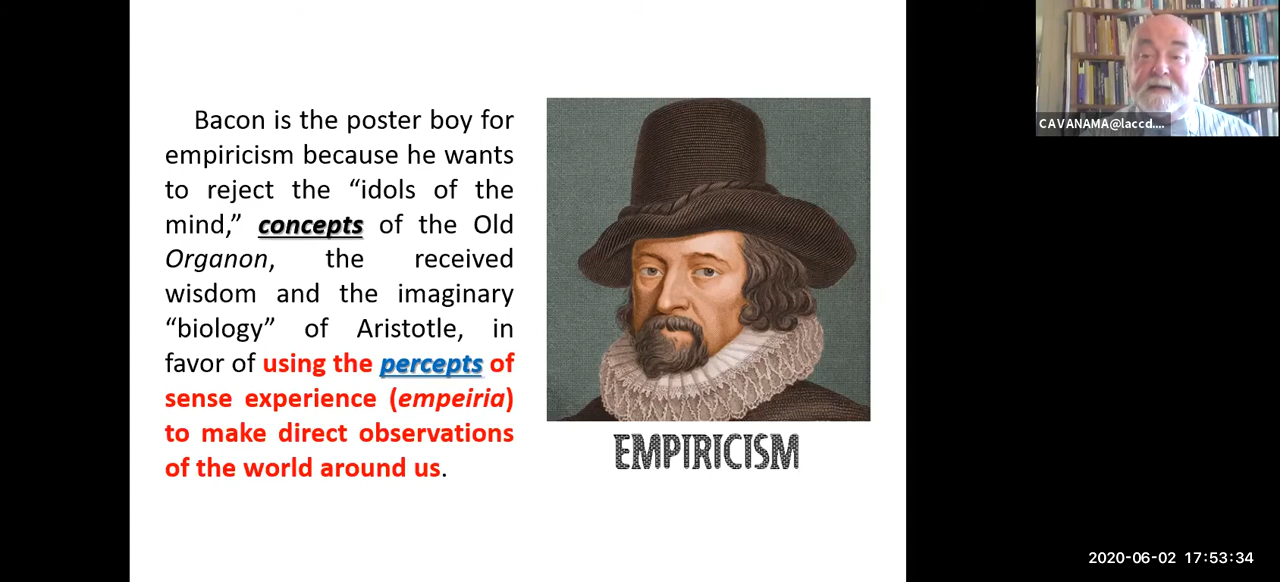 Bacon is the poster boy for
empiricism because he wants
to reject the “idols of the
mind,” concepts of the Old
Organon, the received
wisdom and the imaginary
“biology” of Aristotle, in
favor of using the percepts of
sense experience (empeiria)
to make direct observations
of the world around us.
EMPIRICISM
CAVANAMA@laccd....
2020-06-02 17:53:34